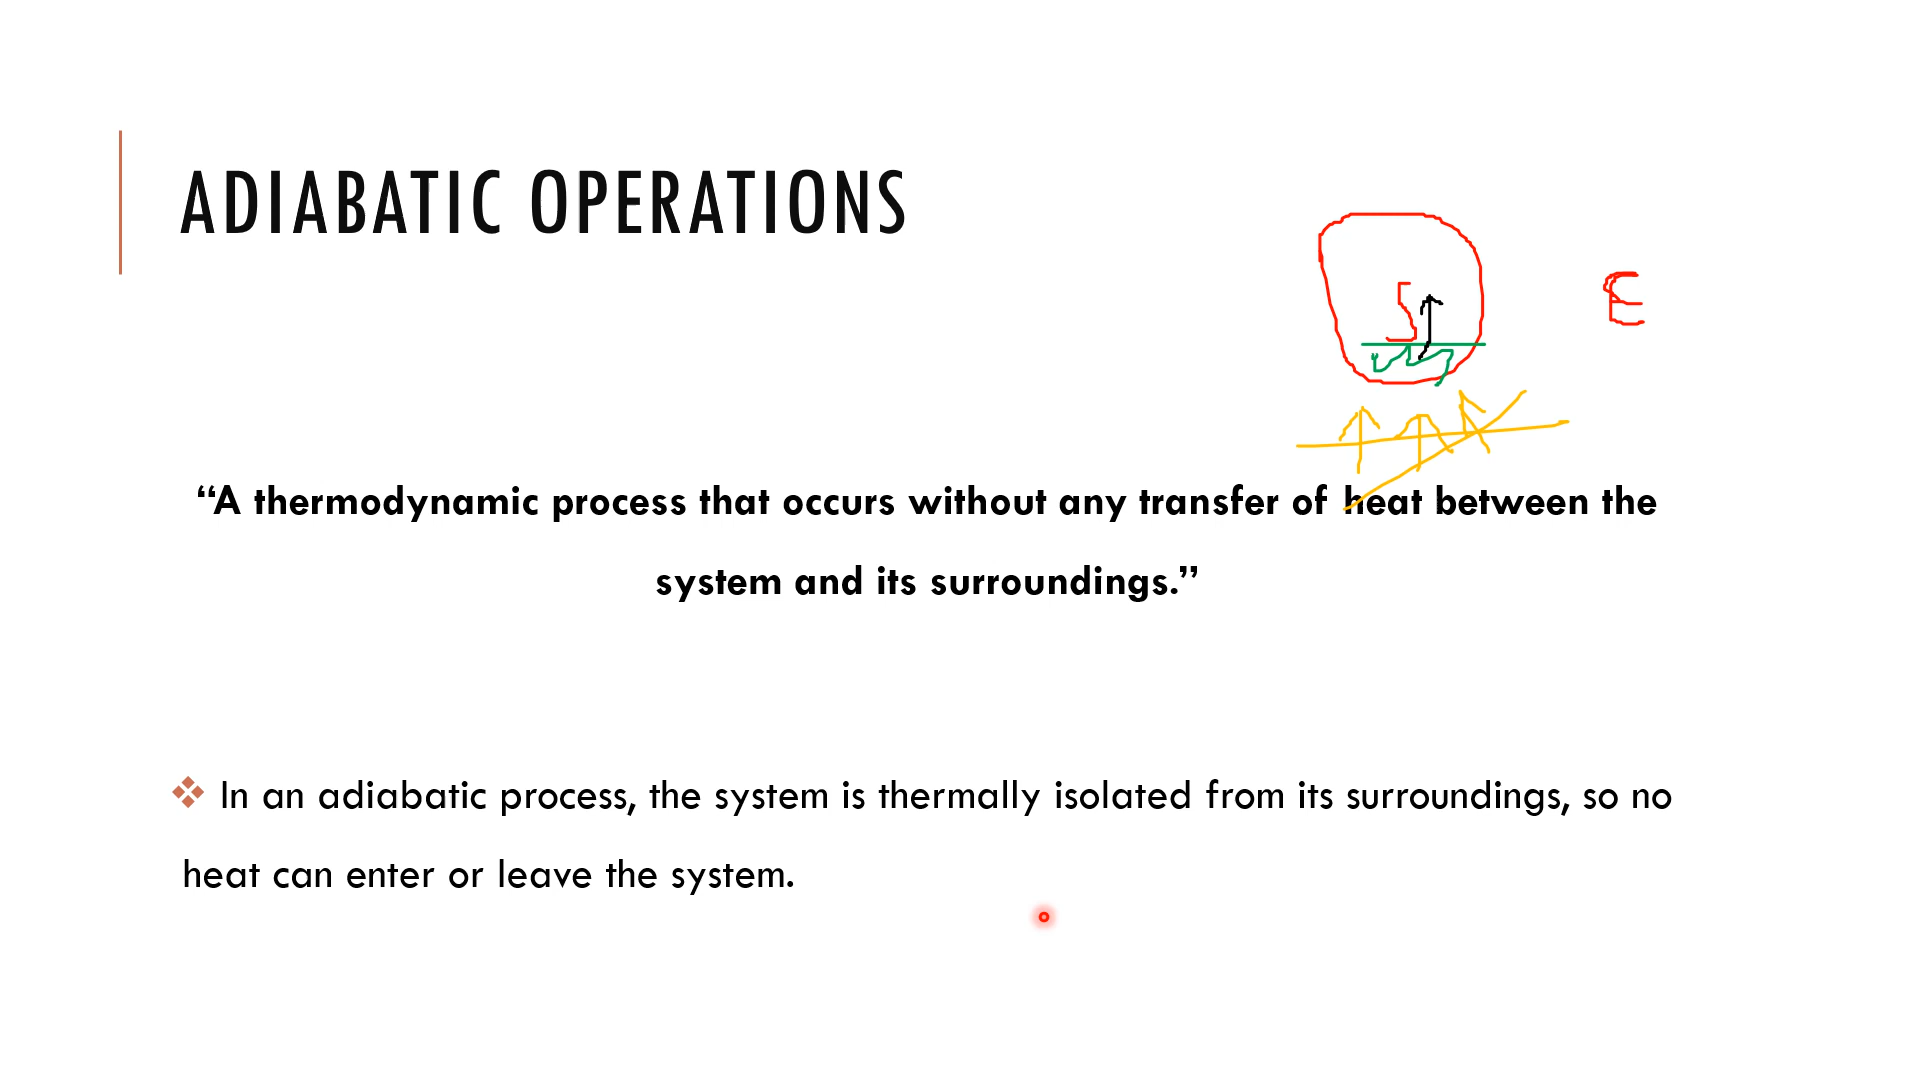 ADIABATIC OPERATIONS
S
E
“A thermodynamic process that occurs without any transfer of heat between the
system and its surroundings.”
❖ In an adiabatic process, the system is thermally isolated from its surroundings, so no
heat can enter or leave the system.